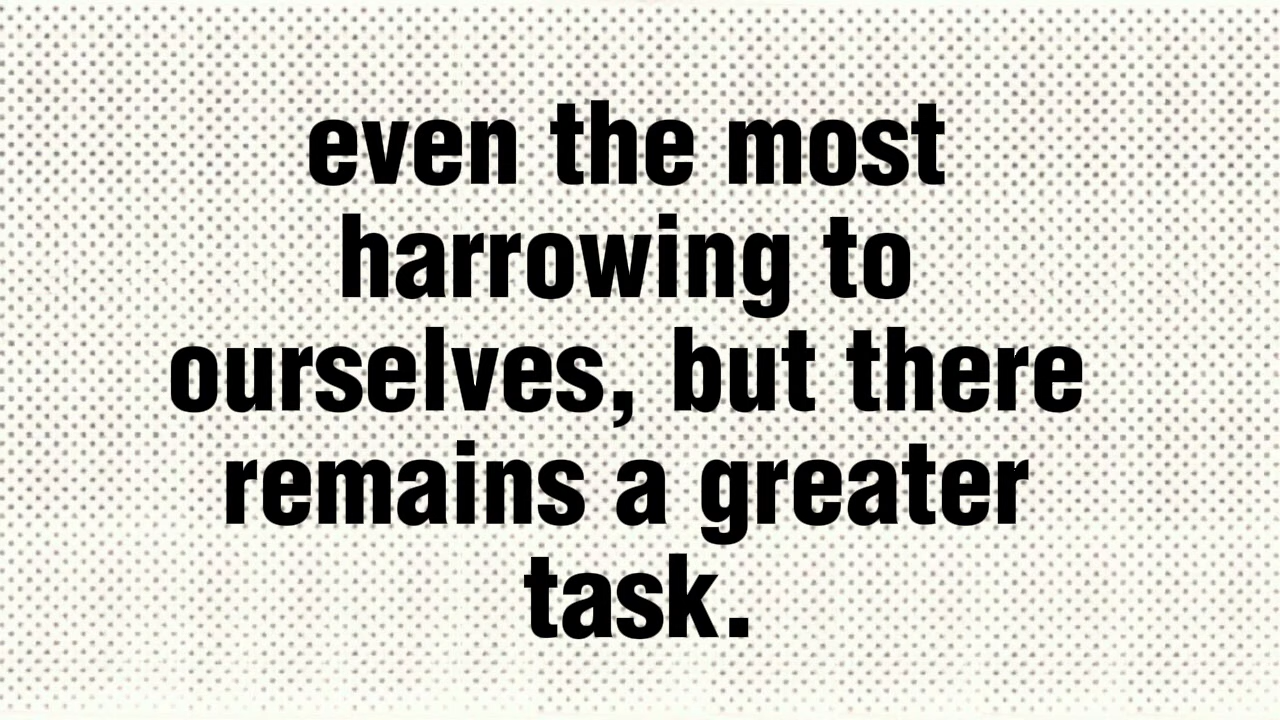 even the most
harrowing to
ourselves, but there
remains a greater
task.